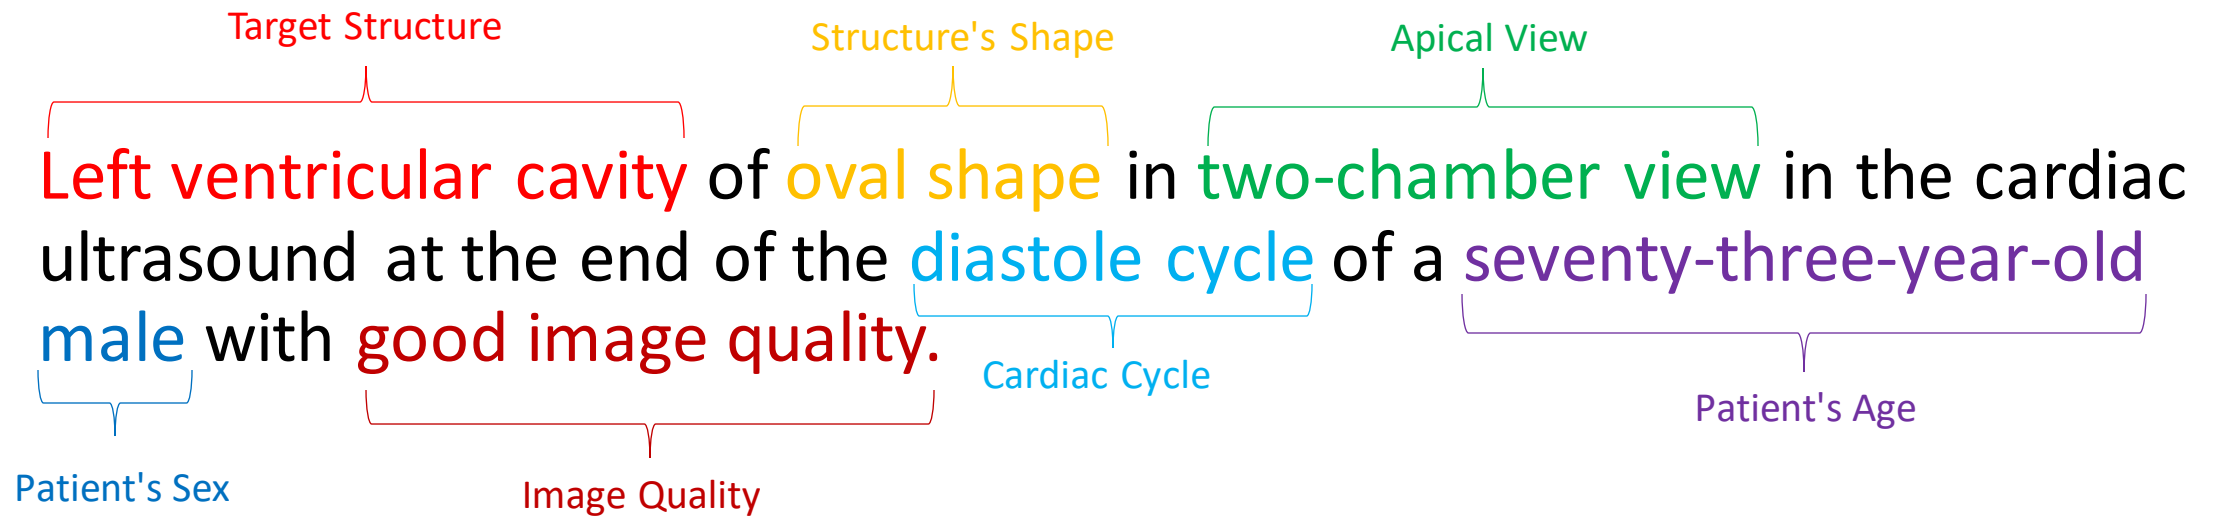 Target Structure
Structure's Shape
Apical View
Left ventricular cavity of oval shape in two-chamber view in the cardiac
ultrasound at the end of the diastole cycle of a seventy-three-year-old
male with good image quality.
Cardiac Cycle
Patient's Age
Patient's Sex
Image Quality